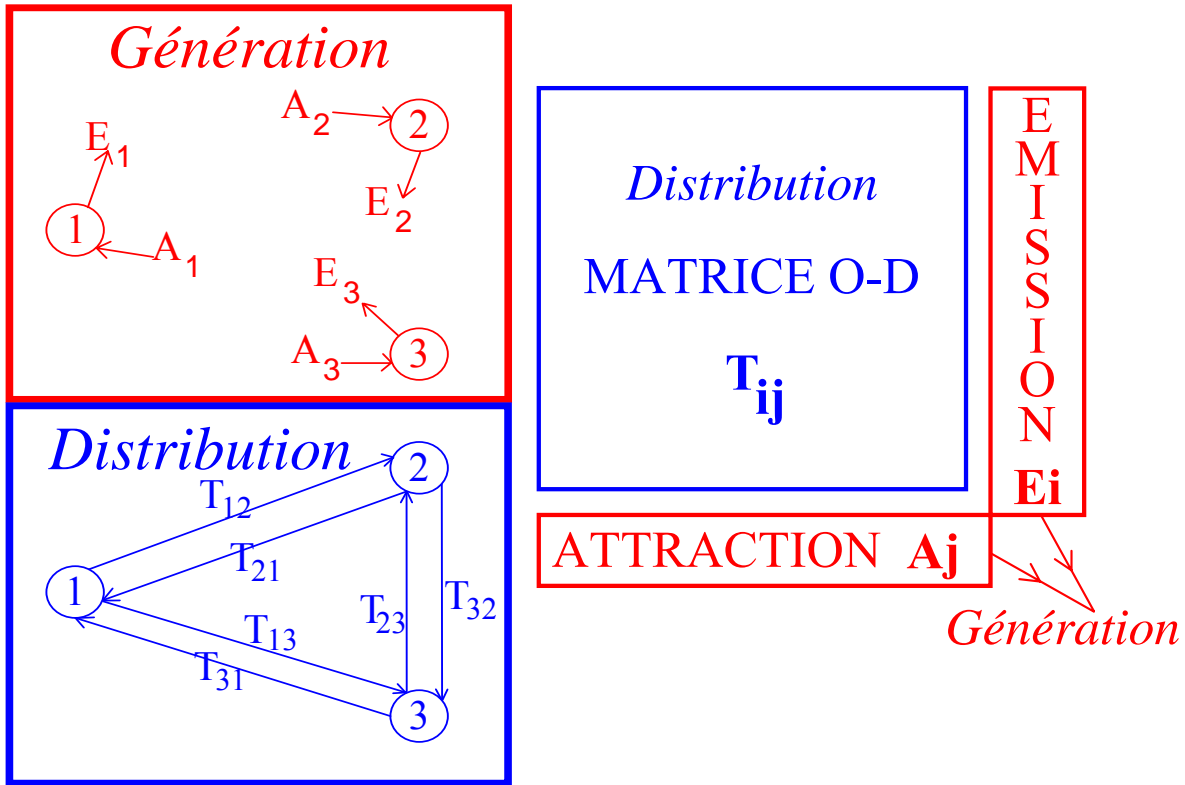 Génération
A2
2
E1
E2
1
A1
E3
A3
3
Distribution
2
T12
T21
1
T23
T32
T13
T31
3
Distribution
MATRICE O-D
Tij
EMISSION
Ei
ATTRACTION Aj
Génération